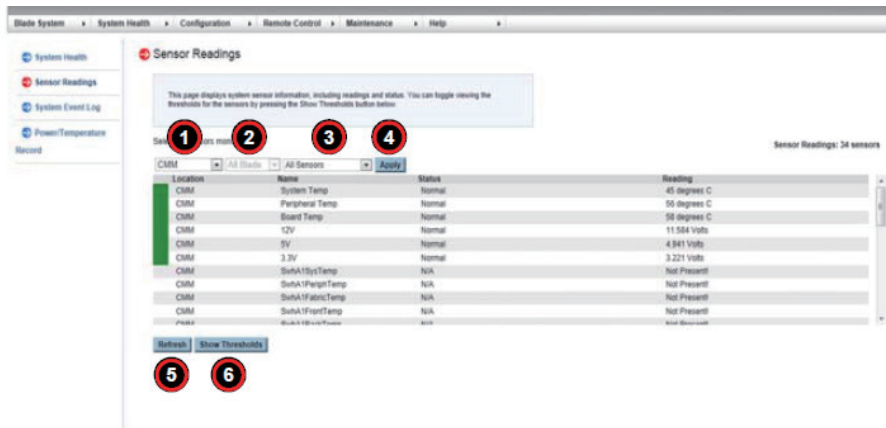 Blade System System Health Configuration Remote Control Maintenance Help
System Health
Sensor Readings
System Event Log
Power/Temperature
Record
Sensor Readings
This page displays system sensor information, including readings and status. You can toggle viewing the
thresholds for the sensors by pressing the Show Thresholds button below.
1 2 3 4
Sensor Readings: 34 sensors
CMM All Blade All Sensors Apply
Location Name Status Reading
CMM System Temp Normal 45 degrees C
CMM Peripheral Temp Normal 56 degrees C
CMM Board Temp Normal 58 degrees C
CMM 12V Normal 11.584 Volts
CMM 5V Normal 4.941 Volts
CMM 3.3V Normal 3.221 Volts
CMM SwhA1SysTemp N/A Not Present!
CMM SwhA1PeriphTemp N/A Not Present!
CMM SwhA1FabricTemp N/A Not Present!
CMM SwhA1FrontTemp N/A Not Present!
Refresh Show Thresholds
5 6